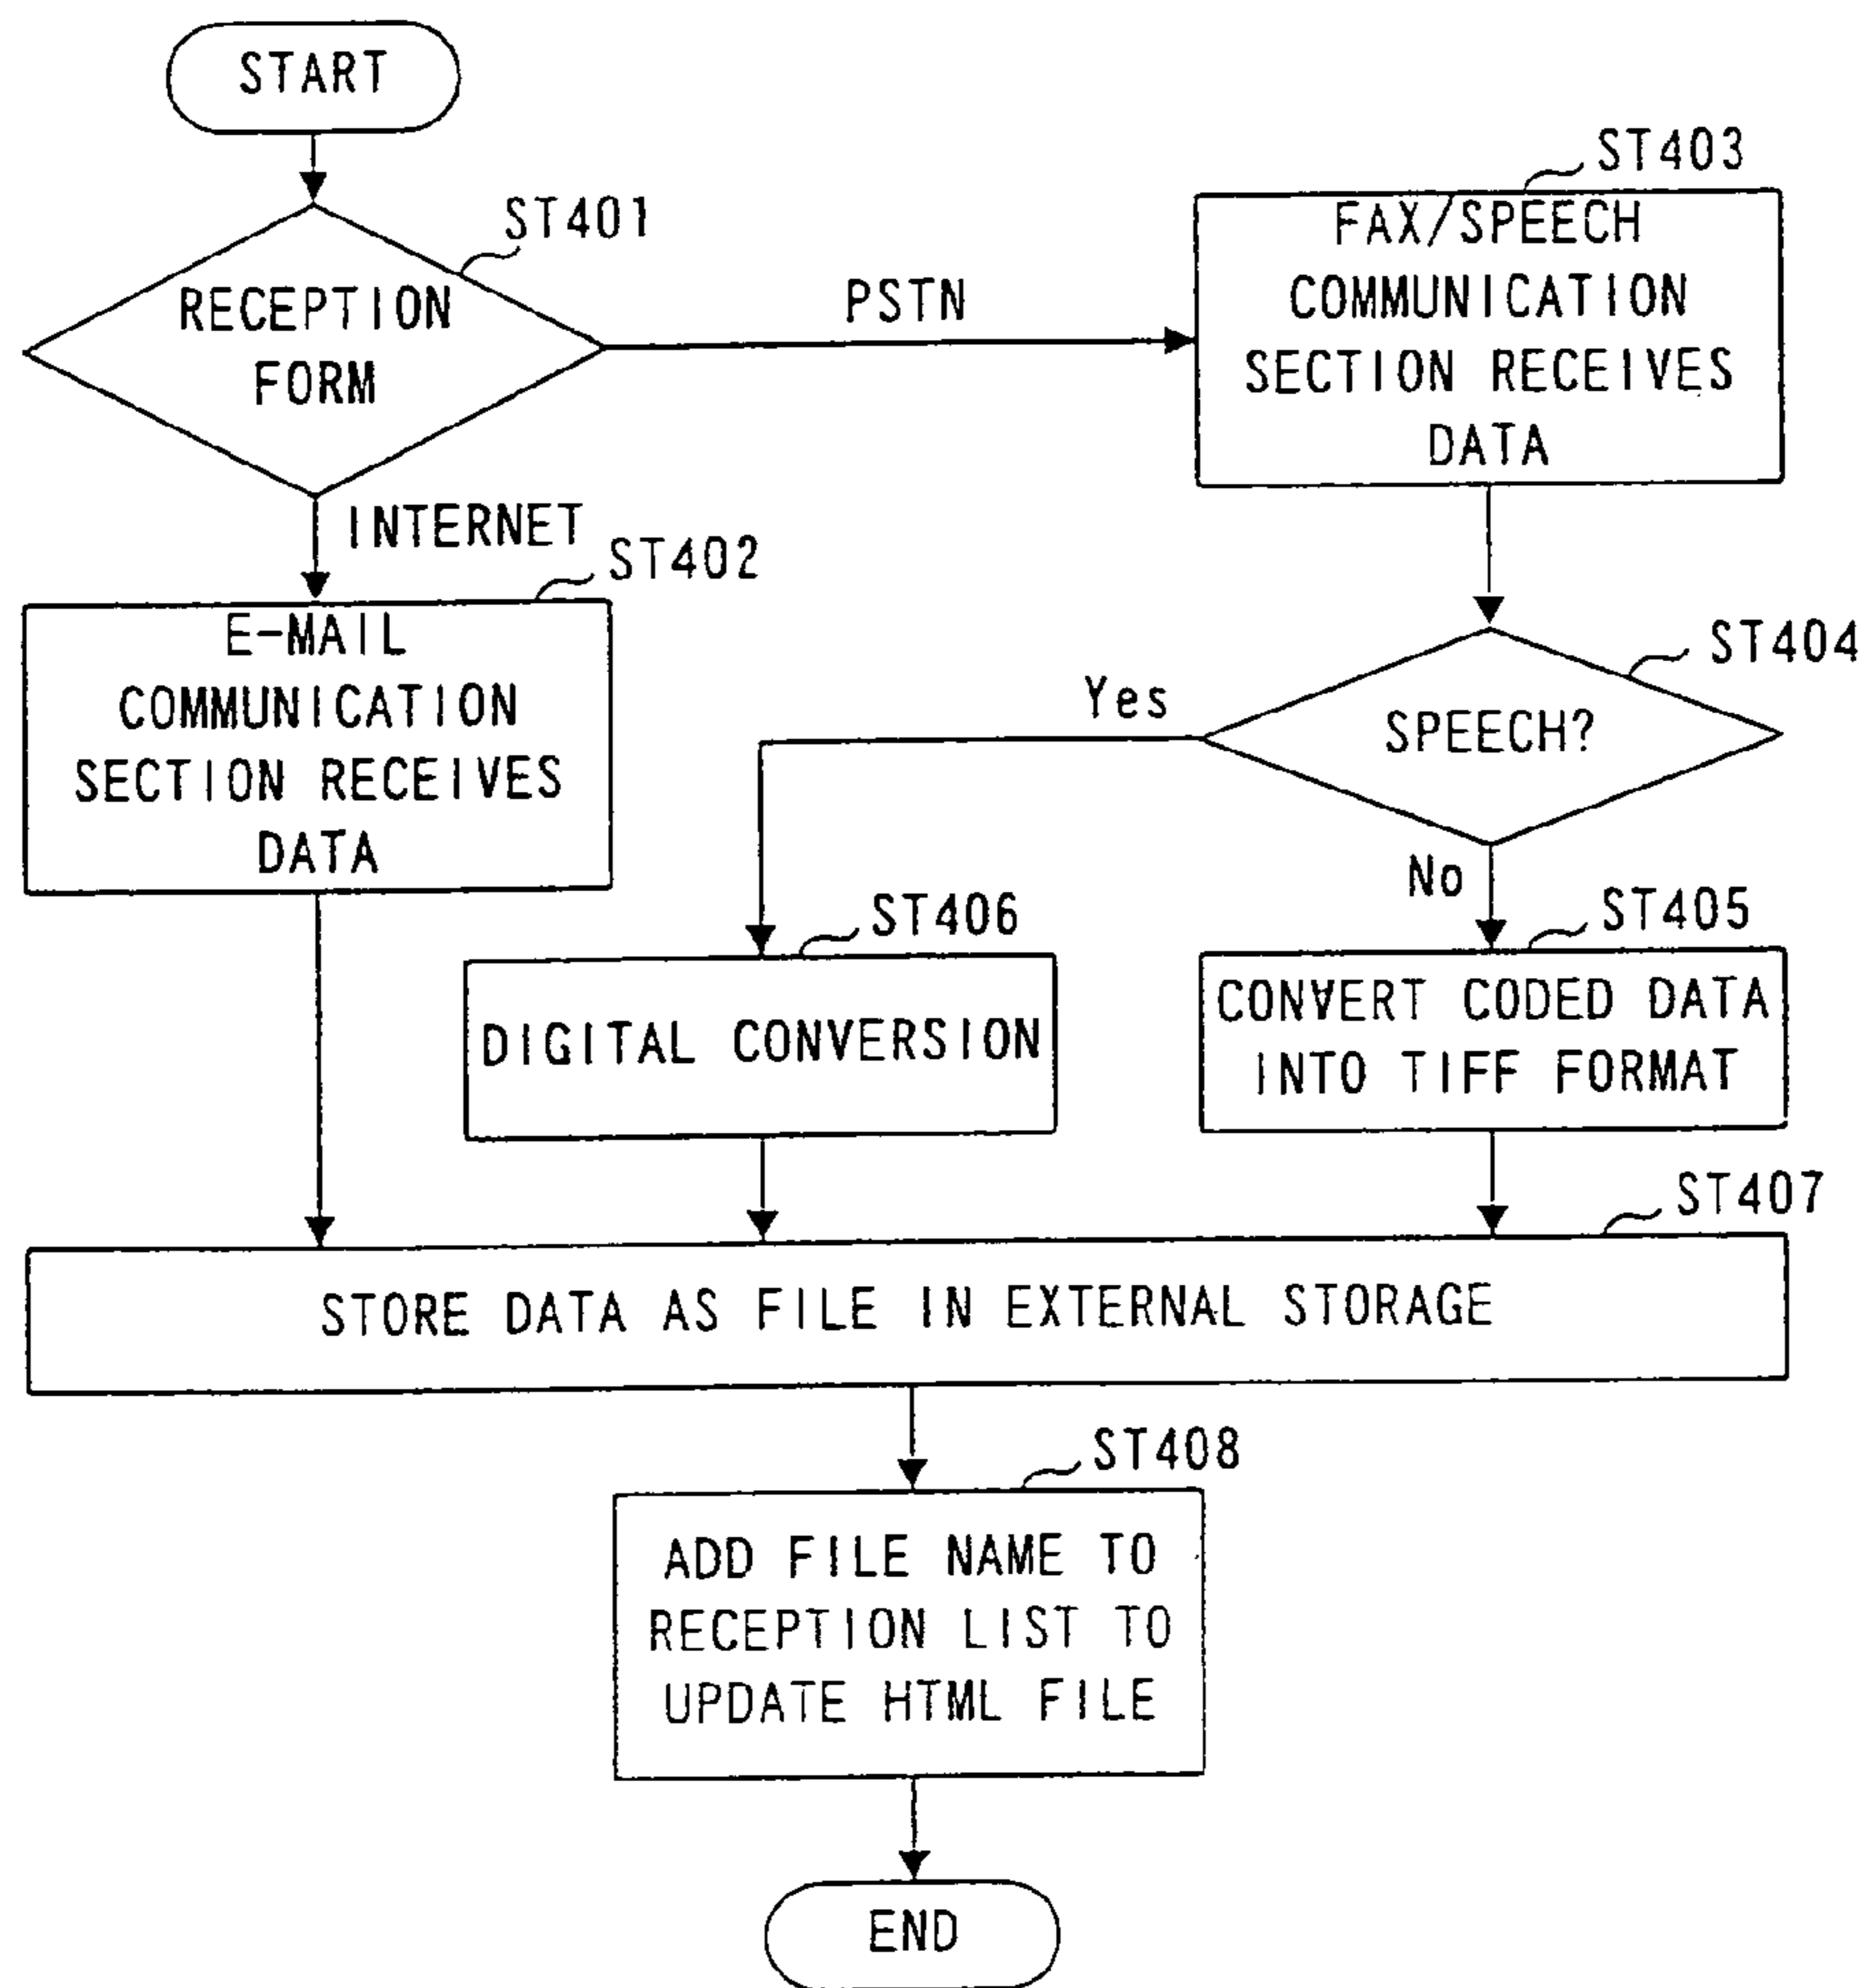 START
ST401
RECEPTION
FORM
PSTN
ST403
FAX/SPEECH
COMMUNICATION
SECTION RECEIVES
DATA
INTERNET
ST402
E-MAIL
COMMUNICATION
SECTION RECEIVES
DATA
ST404
SPEECH?
Yes
No
ST406
DIGITAL CONVERSION
ST405
CONVERT CODED DATA
INTO TIFF FORMAT
ST407
STORE DATA AS FILE IN EXTERNAL STORAGE
ST408
ADD FILE NAME TO
RECEPTION LIST TO
UPDATE HTML FILE
END